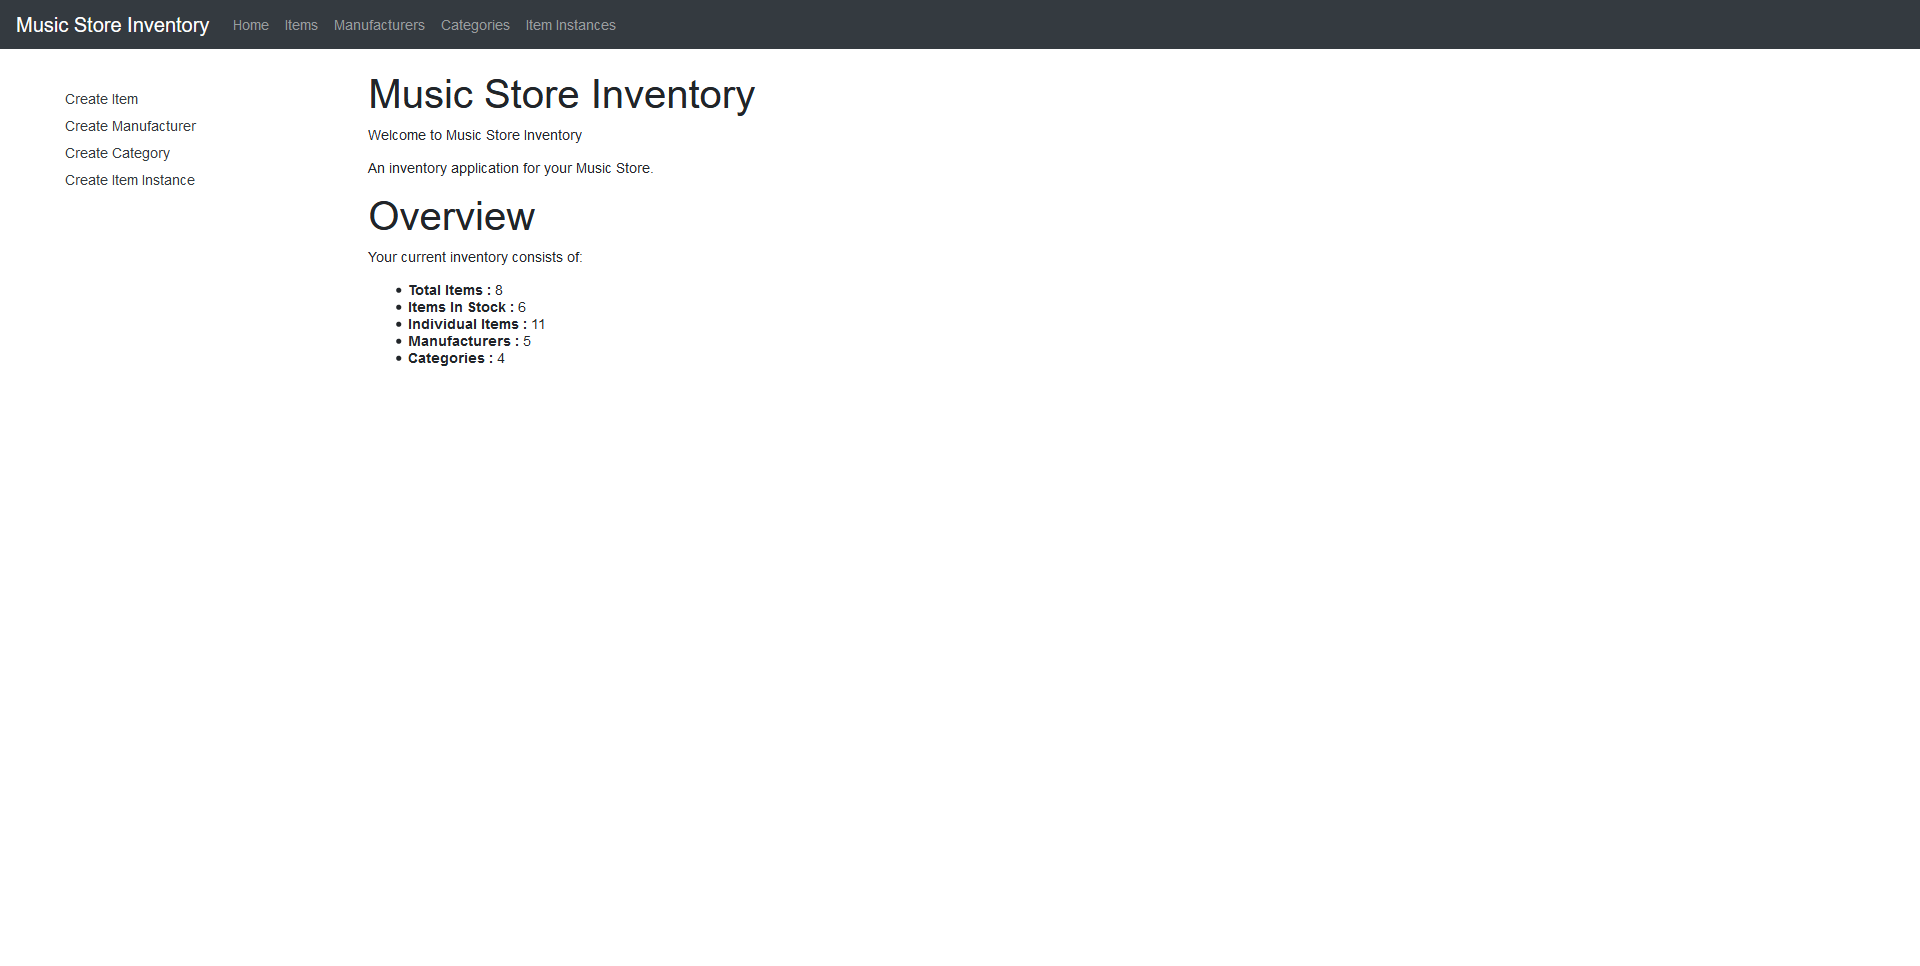 Music Store Inventory Home Items Manufacturers Categories Item Instances
Create Item
Create Manufacturer
Create Category
Create Item Instance
Music Store Inventory
Welcome to Music Store Inventory
An inventory application for your Music Store.
Overview
Your current inventory consists of:
Total Items : 8
Items In Stock : 6
Individual Items : 11
Manufacturers : 5
Categories : 4